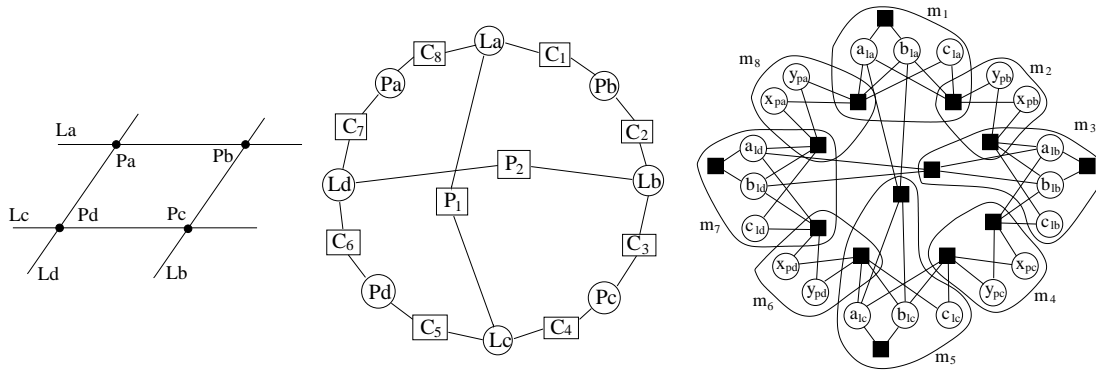 La
Pa
Pb
Lc
Pd
Pc
Ld
Lb
La
C8
C1
Pa
Pb
C7
C2
P2
Ld
Lb
P1
C6
C3
Pd
Pc
C5
C4
Lc
m1
ala
bla
cla
m8
m2
ypa
ypb
xpa
xpb
m3
ald
alb
bld
blb
cld
clb
m7
xpd
xpc
ypd
ypc
m6
m4
alc
blc
clc
m5